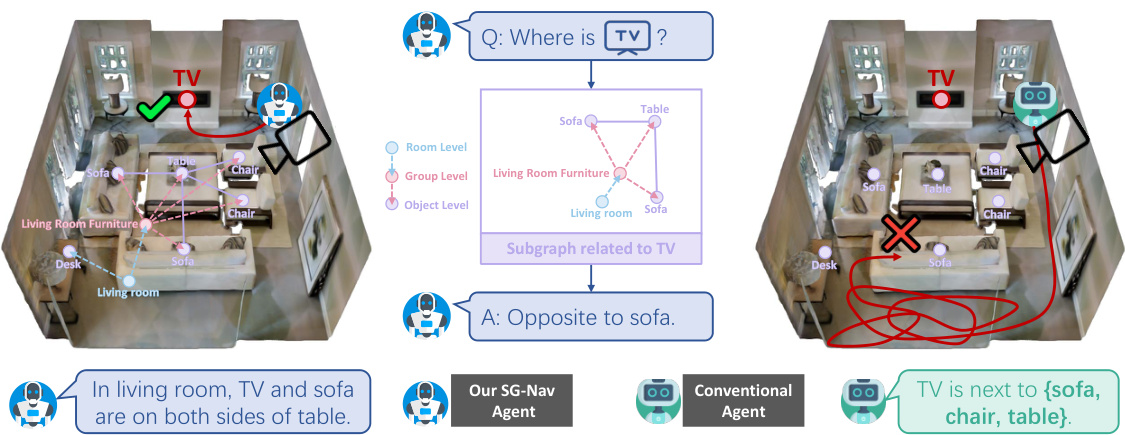 TV
Sofa
Table
Chair
Chair
Living Room Furniture
Desk
Sofa
Living room
In living room, TV and sofa
are on both sides of table.
Q: Where is TV ?
Room Level
Group Level
Object Level
Table
Sofa
Living Room Furniture
Living room
Sofa
Subgraph related to TV
A: Opposite to sofa.
Our SG-Nav
Agent
Conventional
Agent
TV
Sofa
Table
Chair
Chair
Desk
Sofa
TV is next to {sofa,
chair, table}.